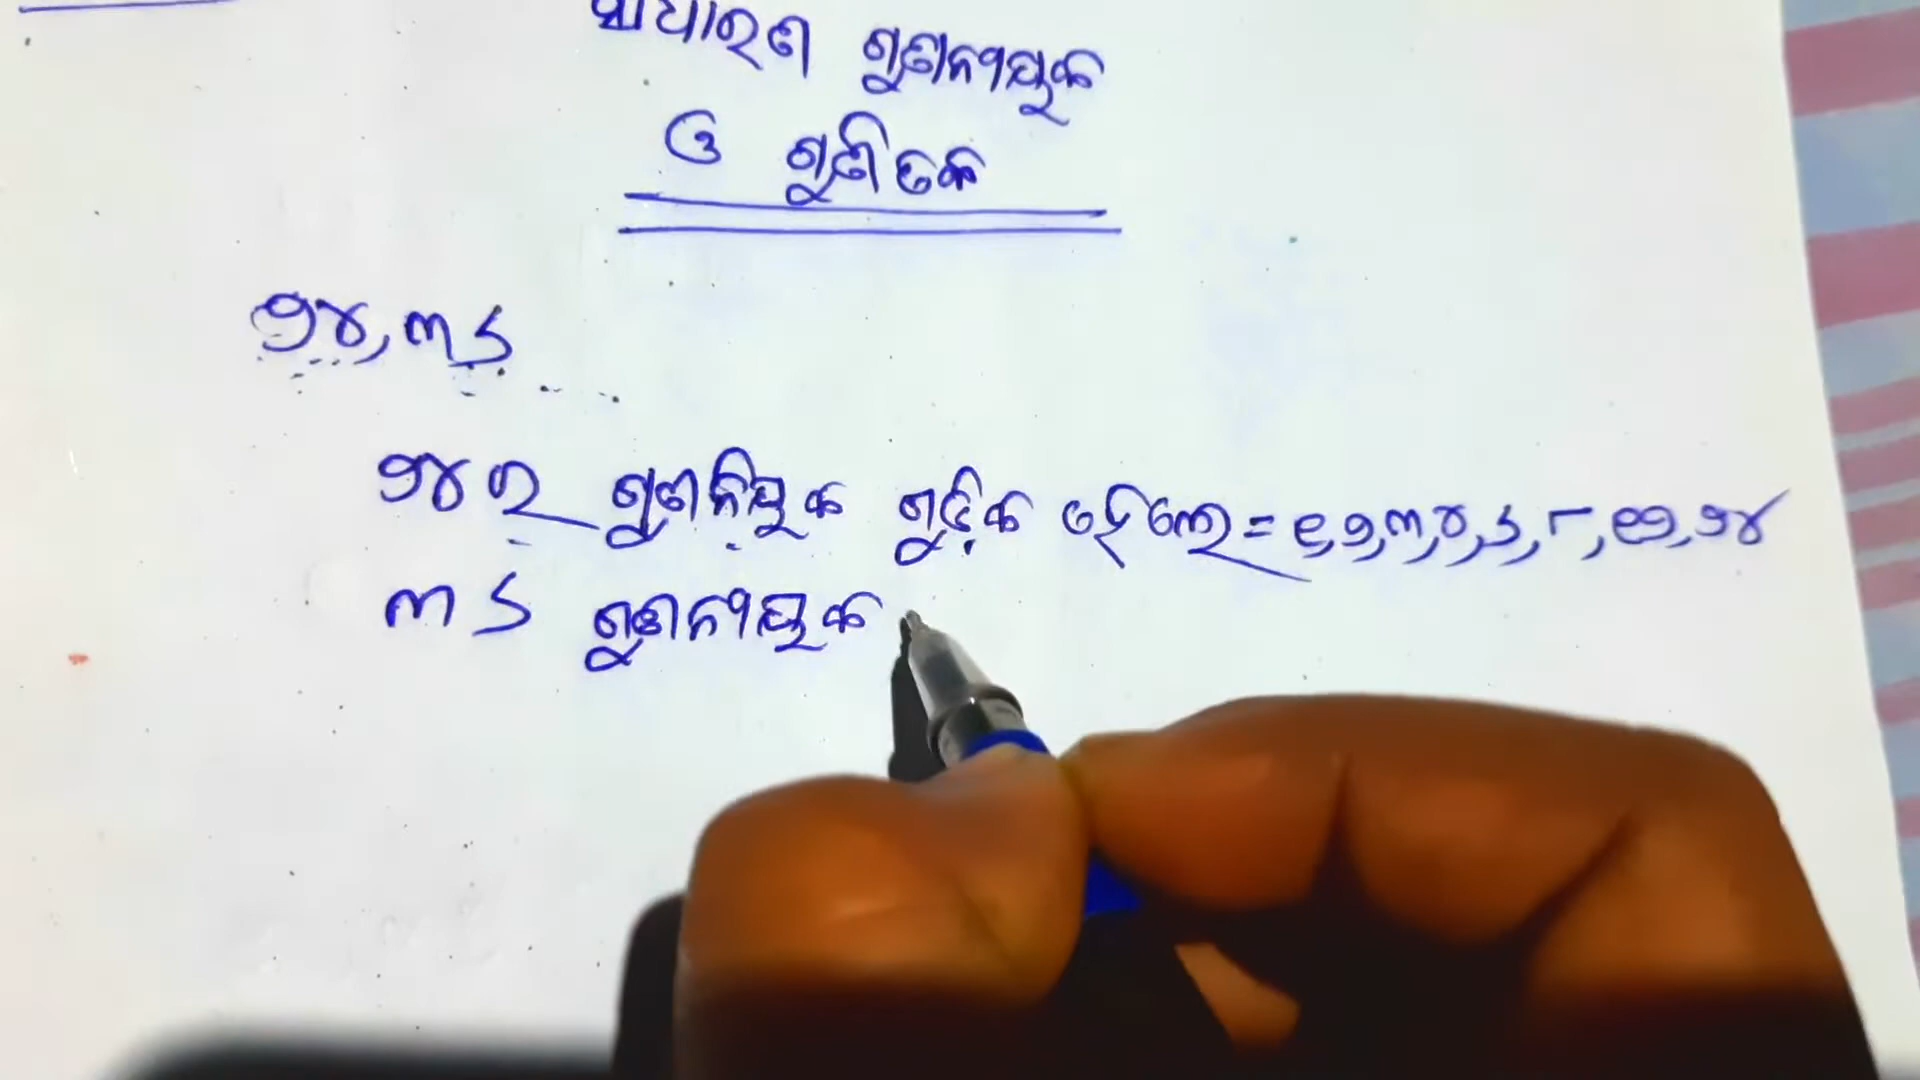 ସାଧାରଣ ଗୁଣନୀୟକ
ଓ ଗୁଣିତକ
୨୪,୩୬
୨୪ର ଗୁଣନିୟକ ଗୁଡ଼ିକ ହେଲେ=୧,୨,୩,୪,୬,୮,୧୨,୨୪
୩୬ ଗୁଣନୀୟକ